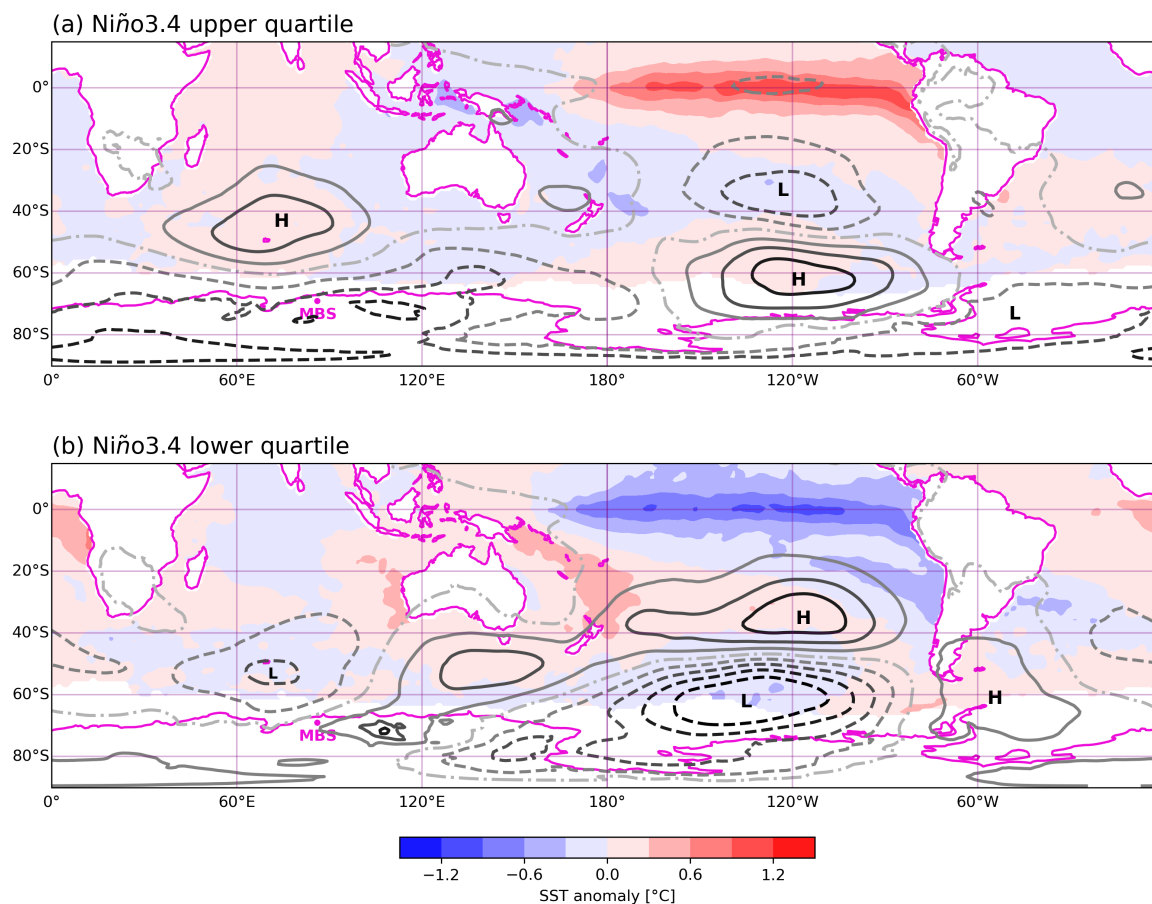 (a) Niño3.4 upper quartile
0°
20°S
40°S
60°S
80°S
H
L
H
L
MBS
0° 60°E 120°E 180° 120°W 60°W
(b) Niño3.4 lower quartile
0°
20°S
40°S
60°S
80°S
H
L
H
L
MBS
0° 60°E 120°E 180° 120°W 60°W
−1.2 −0.6 0.0 0.6 1.2
SST anomaly [°C]